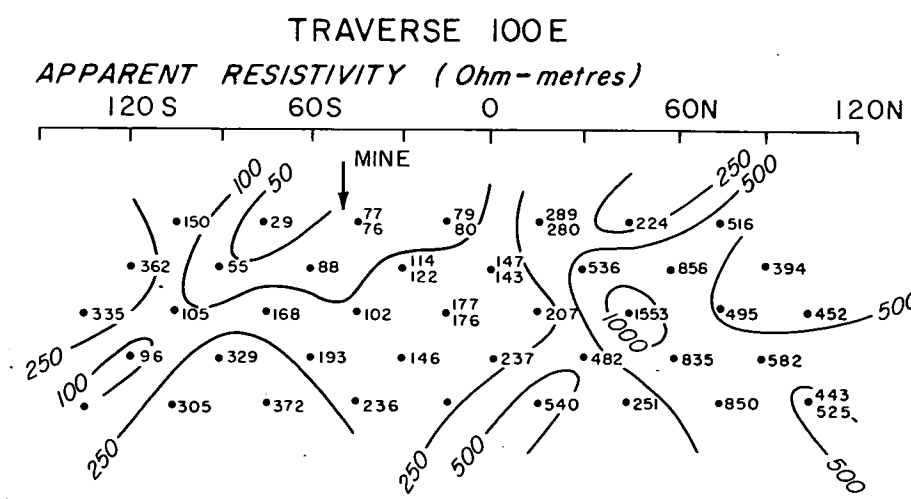 TRAVERSE 100E
APPARENT RESISTIVITY (Ohm-metres)
120 S 60S 0 60N 120N
MINE
100 50 250 500
150 29 77 79 289 224 516
76 80 280
362 55 88 114 147 536 858 394
122 143
335 105 168 102 177 207 1553 495 452 500
176
1000
250
96 329 193 146 237 482 835 582
100
305 372 236 540 251 850 443
525
250 250 500 500